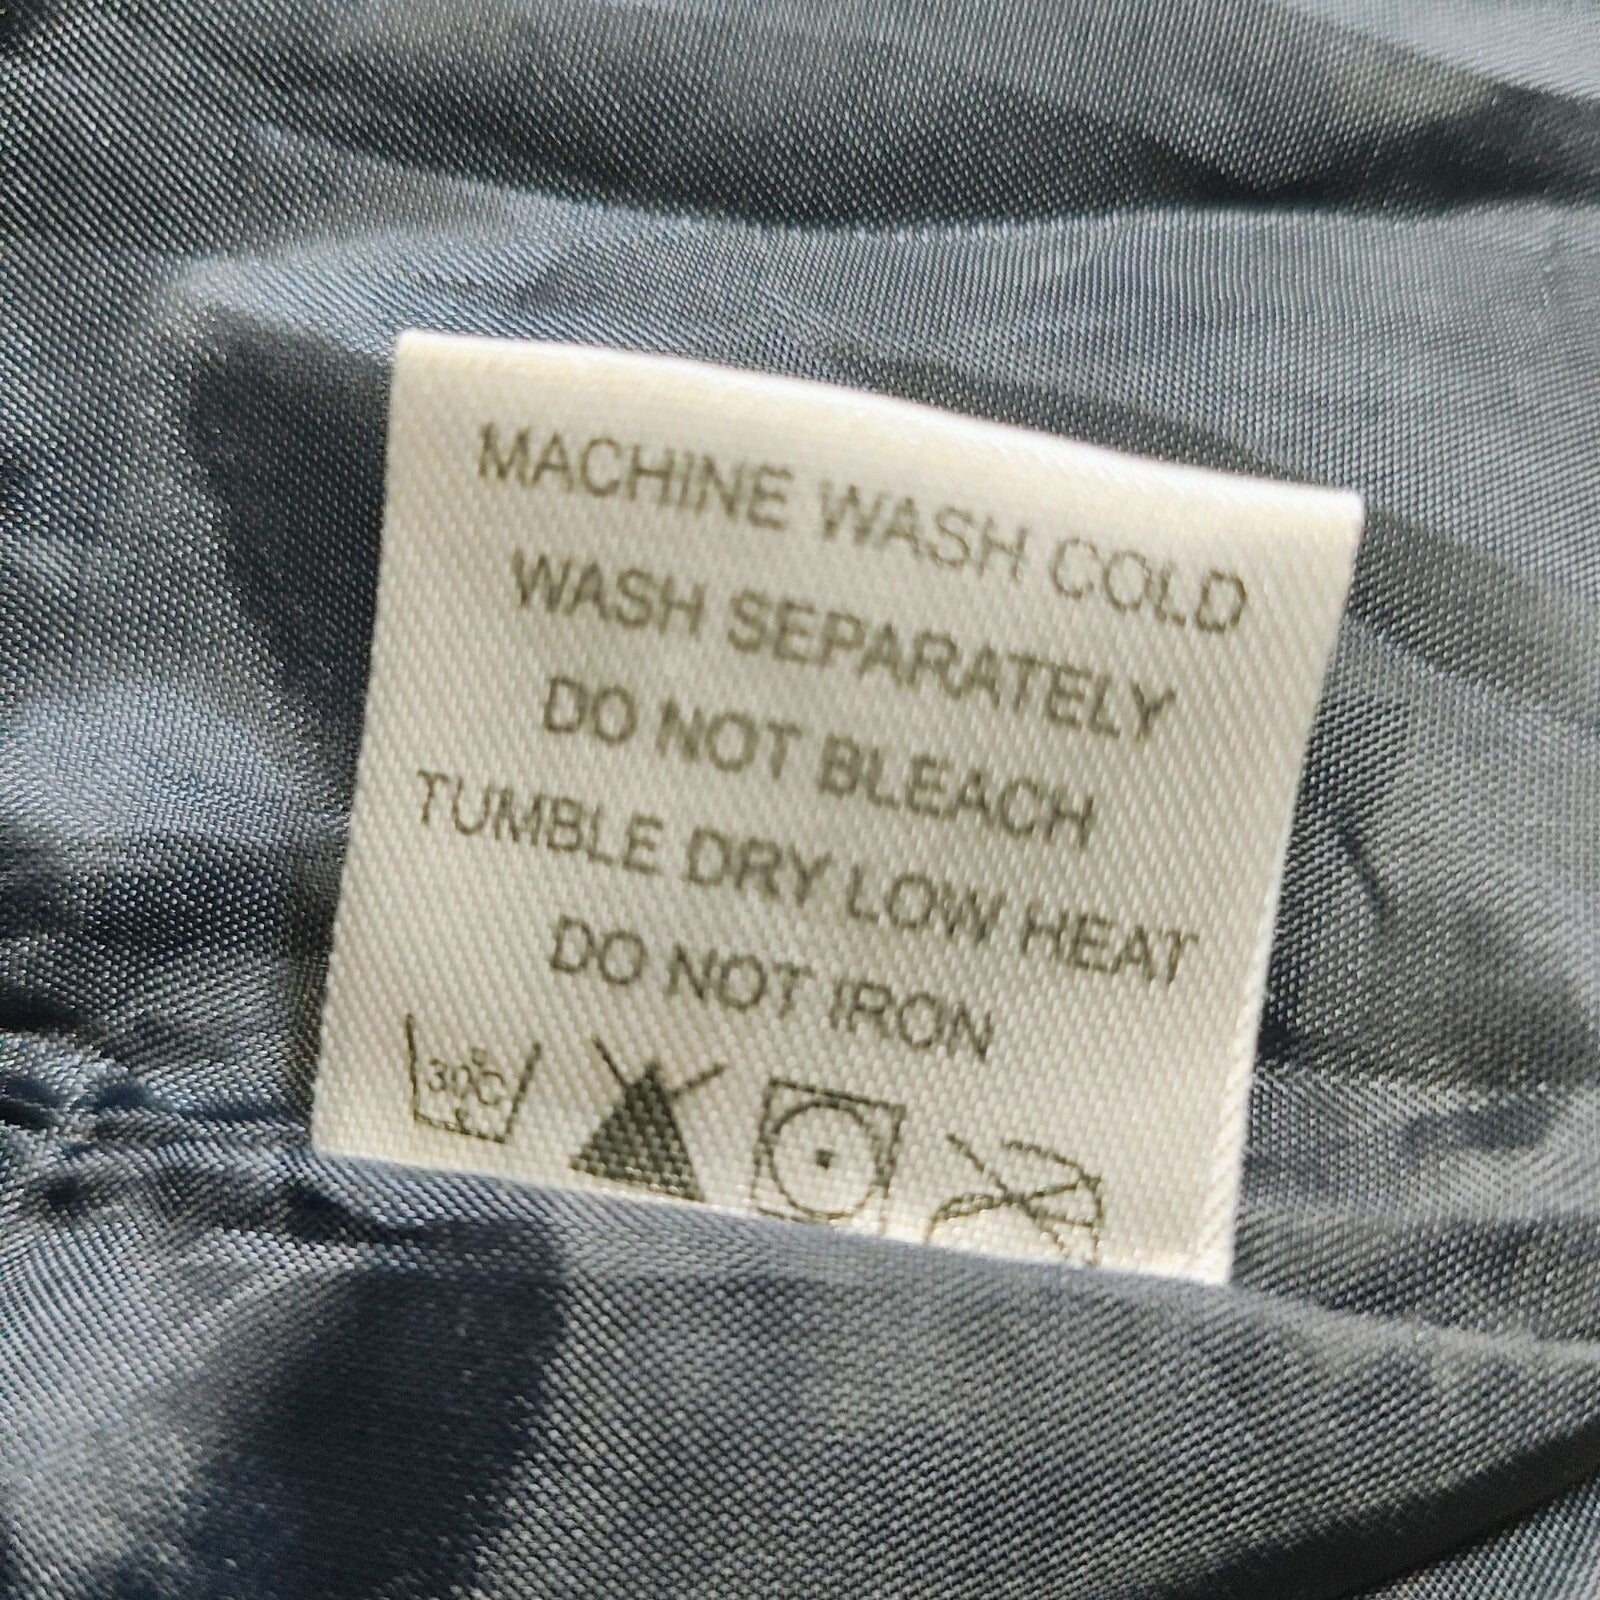 MACHINE WASH COLD
WASH SEPARATELY
DO NOT BLEACH
TUMBLE DRY LOW HEAT
DO NOT IRON
30°C